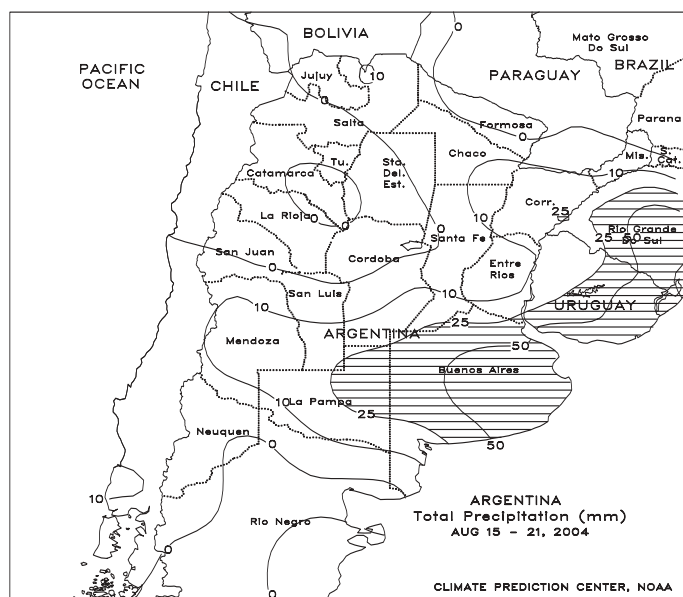 BOLIVIA
0
Mato Grosso
Do Sul
PACIFIC
OCEAN
CHILE
Jujuy
10
PARAGUAY
BRAZIL
0
Salta
Formosa
0
Parana
Chaco
Mis.
S.
Cat.
Catamarca
Tu.
Sta.
Del.
Est.
10
Corr.
La Rioja
0
0
0
10
25
Rio Grande
Do Sul
25
50
San Juan
0
Cordoba
Santa Fe
Entre
Rios
San Luis
10
10
URUGUAY
25
ARGENTINA
Mendoza
50
Buenos Aires
10
La Pampa
25
Neuquen
0
50
10
ARGENTINA
Total Precipitation (mm)
AUG 15 - 21, 2004
Rio Negro
0
0
CLIMATE PREDICTION CENTER, NOAA